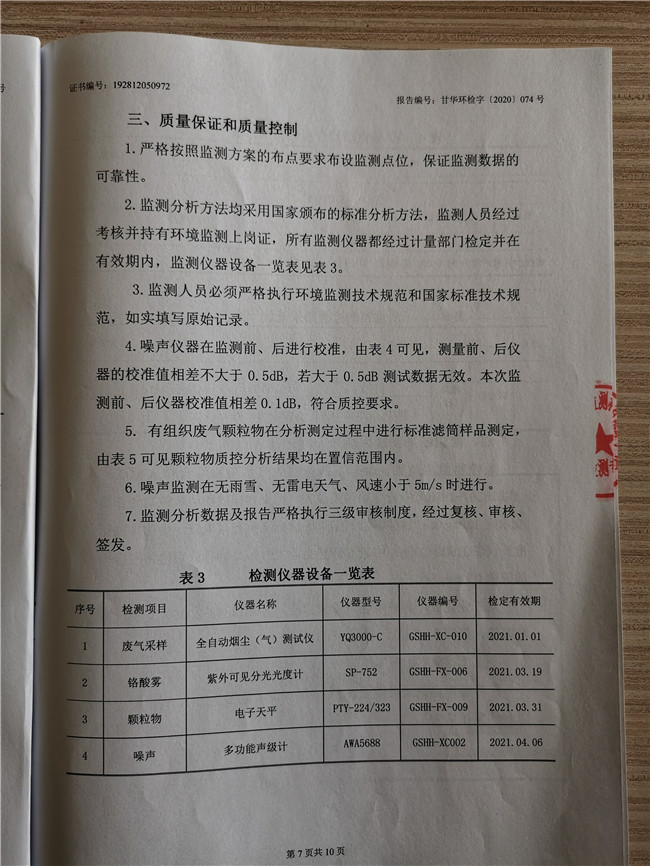 证书编号：192812050972
报告编号：甘华环检字〔2020〕074号
三、质量保证和质量控制
1.严格按照监测方案的布点要求布设监测点位，保证监测数据的
可靠性。
2.监测分析方法均采用国家颁布的标准分析方法，监测人员经过
考核并持有环境监测上岗证，所有监测仪器都经过计量部门检定并在
有效期内，监测仪器设备一览表见表3。
3.监测人员必须严格执行环境监测技术规范和国家标准技术规
范，如实填写原始记录。
4.噪声仪器在监测前、后进行校准，由表4可见，测量前、后仪
器的校准值相差不大于0.5dB，若大于0.5dB测试数据无效。本次监
测前、后仪器校准值相差0.1dB，符合质控要求。
5. 有组织废气颗粒物在分析测定过程中进行标准滤筒样品测定，
由表5可见颗粒物质控分析结果均在置信范围内。
6.噪声监测在无雨雪、无雷电天气、风速小于5m/s时进行。
7.监测分析数据及报告严格执行三级审核制度，经过复核、审核、
签发。
表3 检测仪器设备一览表
序号 检测项目 仪器名称 仪器型号 仪器编号 检定有效期
1 废气采样 全自动烟尘（气）测试仪 YQ3000-C GSHH-XC-010 2021.01.01
2 铬酸雾 紫外可见分光光度计 SP-752 GSHH-FX-006 2021.03.19
3 颗粒物 电子天平 PTY-224/323 GSHH-FX-009 2021.03.31
4 噪声 多功能声级计 AWA5688 GSHH-XC002 2021.04.06
第7页共10页